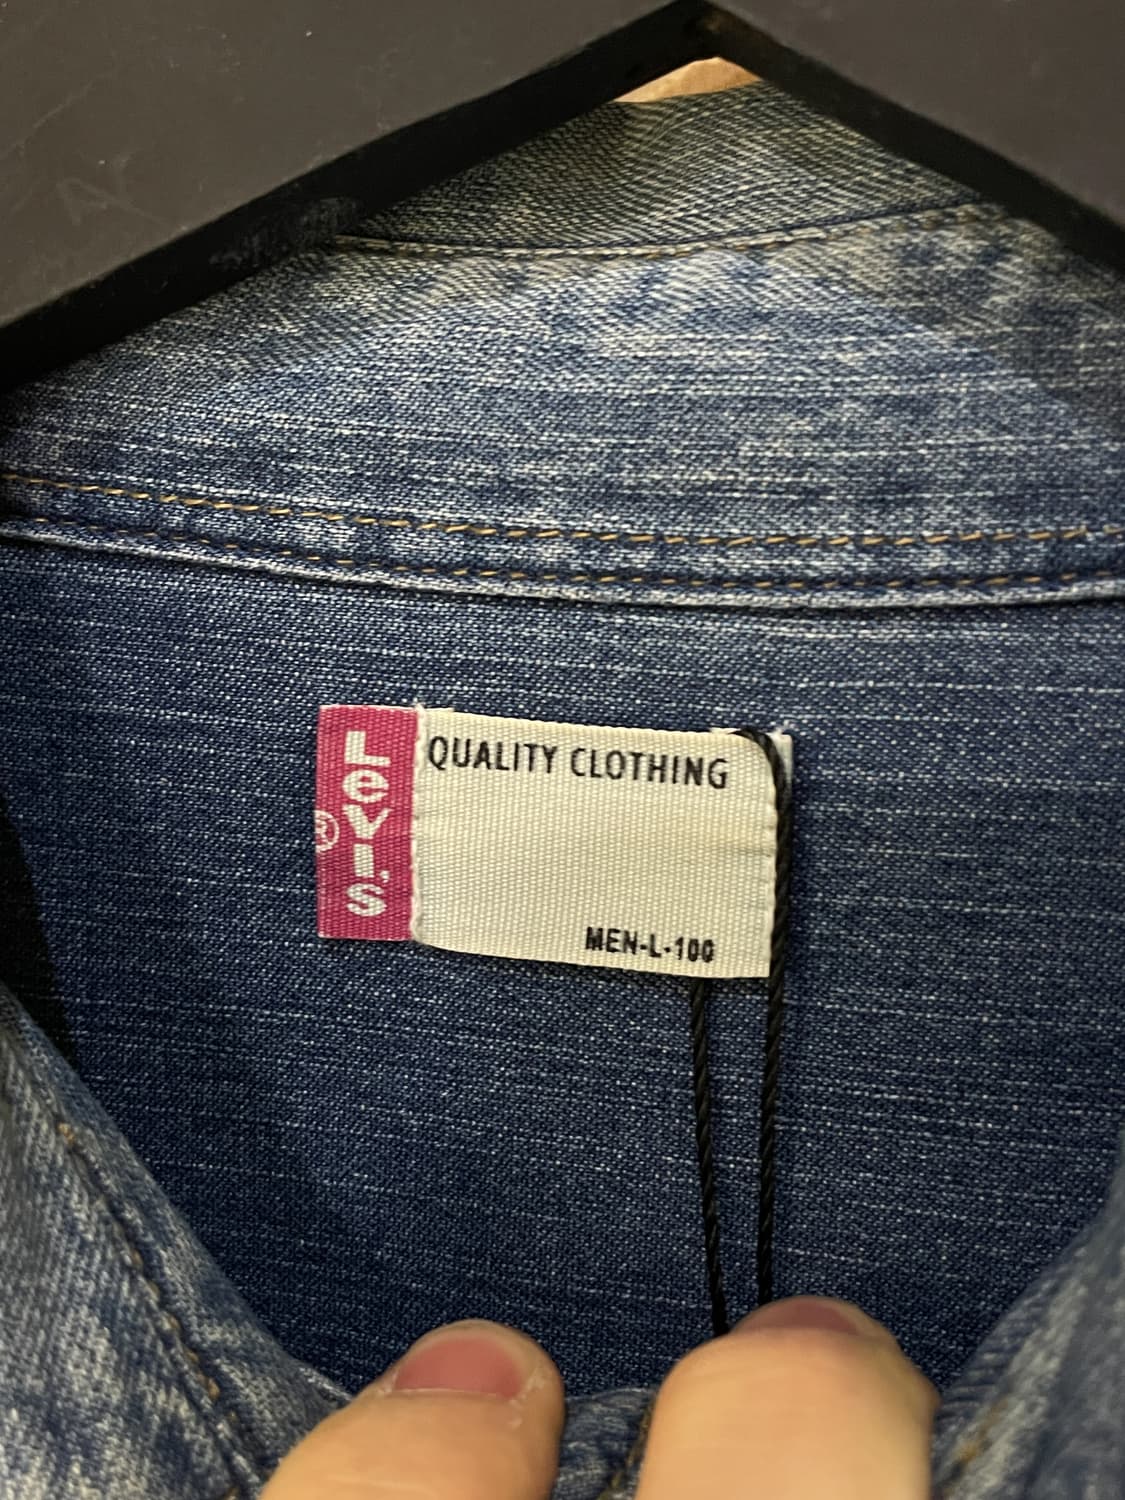 LeVI'S
®
QUALITY CLOTHING
MEN-L-100